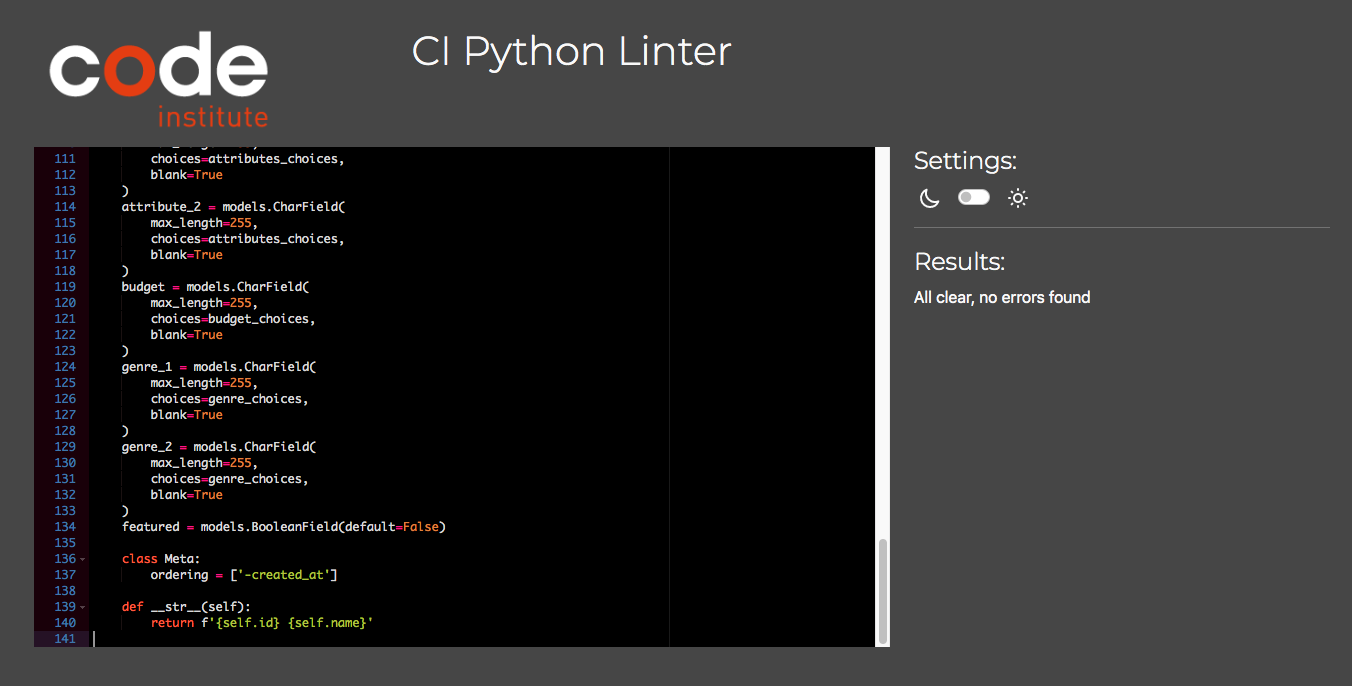 code
institute
CI Python Linter
111 choices=attributes_choices,
112 blank=True
113 )
114 attribute_2 = models.CharField(
115 max_length=255,
116 choices=attributes_choices,
117 blank=True
118 )
119 budget = models.CharField(
120 max_length=255,
121 choices=budget_choices,
122 blank=True
123 )
124 genre_1 = models.CharField(
125 max_length=255,
126 choices=genre_choices,
127 blank=True
128 )
129 genre_2 = models.CharField(
130 max_length=255,
131 choices=genre_choices,
132 blank=True
133 )
134 featured = models.BooleanField(default=False)
135
136 class Meta:
137 ordering = ['-created_at']
138
139 def __str__(self):
140 return f'{self.id} {self.name}'
141
Settings:
Results:
All clear, no errors found